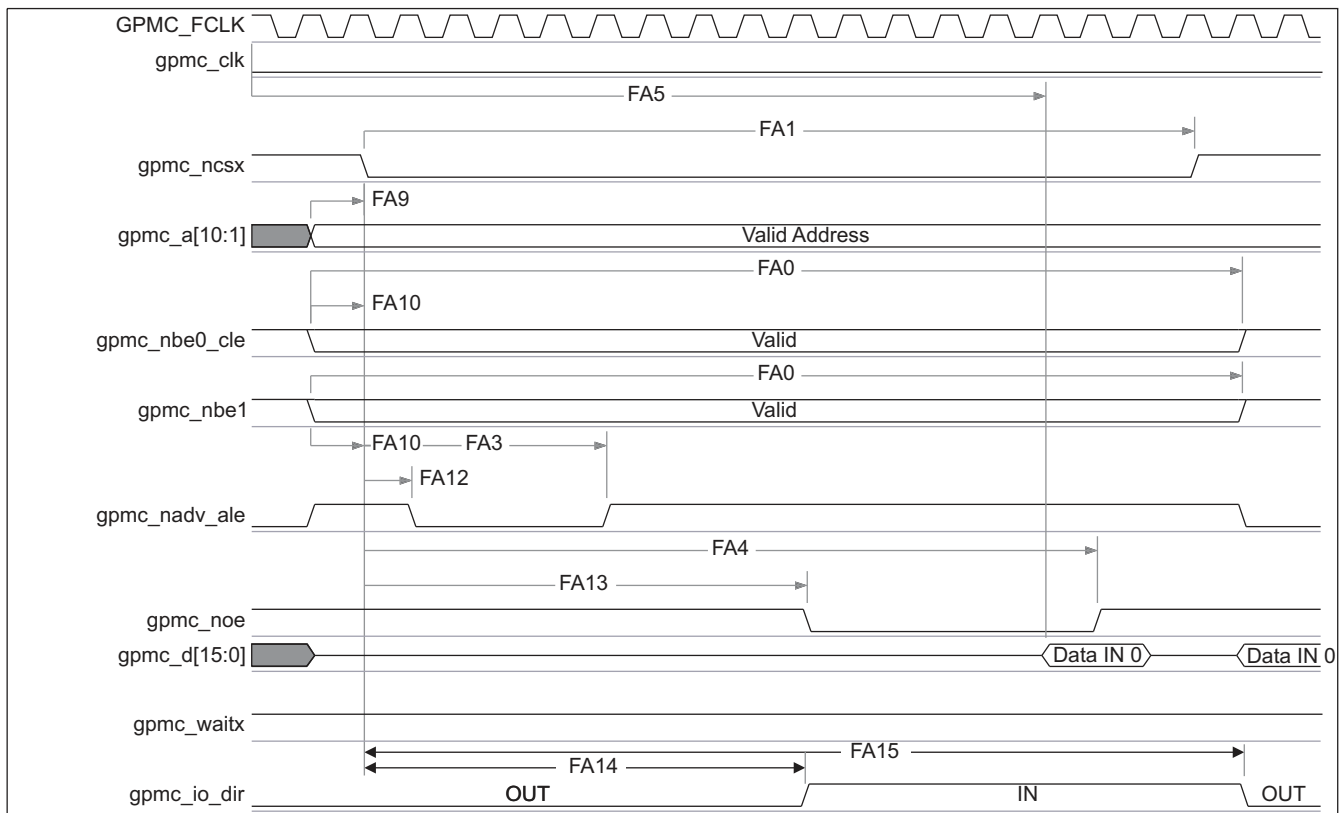 GPMC_FCLK
gpmc_clk
FA5
FA1
gpmc_ncsx
FA9
gpmc_a[10:1]
Valid Address
FA0
FA10
gpmc_nbe0_cle
Valid
FA0
gpmc_nbe1
Valid
FA10
FA3
FA12
gpmc_nadv_ale
FA4
FA13
gpmc_noe
gpmc_d[15:0]
Data IN 0
Data IN 0
gpmc_waitx
FA15
FA14
gpmc_io_dir
OUT
IN
OUT